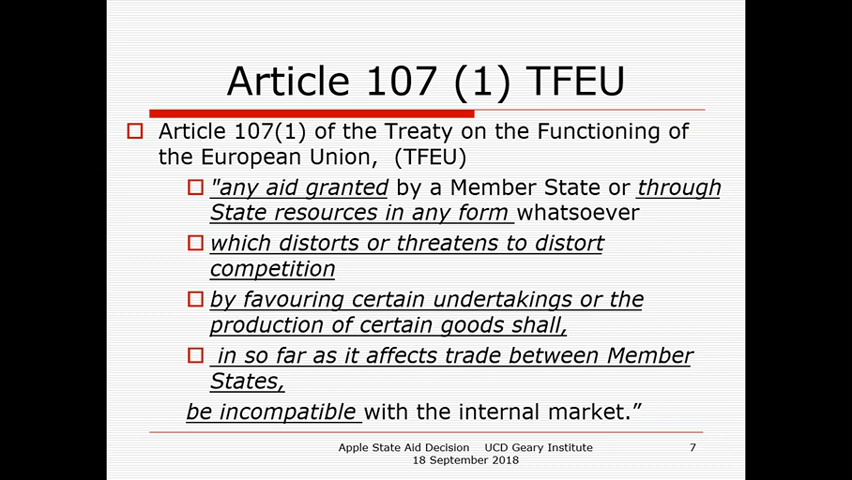 Article 107 (1) TFEU
Article 107(1) of the Treaty on the Functioning of
the European Union, (TFEU)
"any aid granted by a Member State or through
State resources in any form whatsoever
which distorts or threatens to distort
competition
by favouring certain undertakings or the
production of certain goods shall,
in so far as it affects trade between Member
States,
be incompatible with the internal market.”
Apple State Aid Decision UCD Geary Institute
18 September 2018
7